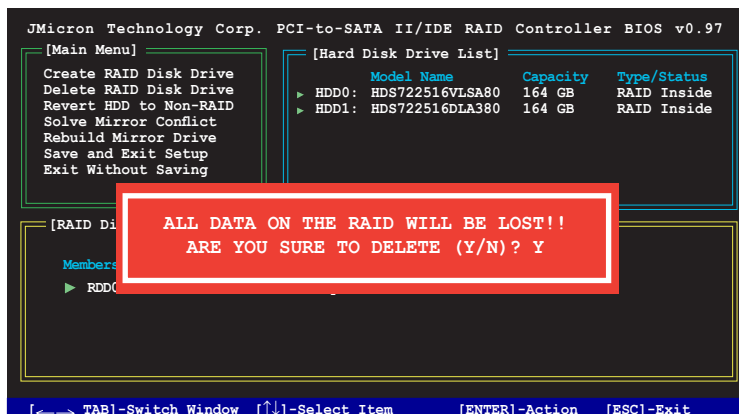 JMicron Technology Corp. PCI-to-SATA II/IDE RAID Controller BIOS v0.97
[Main Menu]
Create RAID Disk Drive
Delete RAID Disk Drive
Revert HDD to Non-RAID
Solve Mirror Conflict
Rebuild Mirror Drive
Save and Exit Setup
Exit Without Saving
[Hard Disk Drive List]
Model Name Capacity Type/Status
HDD0: HDS722516VLSA80 164 GB RAID Inside
HDD1: HDS722516DLA380 164 GB RAID Inside
[RAID Di
Members
RDD0
ALL DATA ON THE RAID WILL BE LOST!!
ARE YOU SURE TO DELETE (Y/N)? Y
[←→ TAB]-Switch Window [↑↓]-Select Item [ENTER]-Action [ESC]-Exit